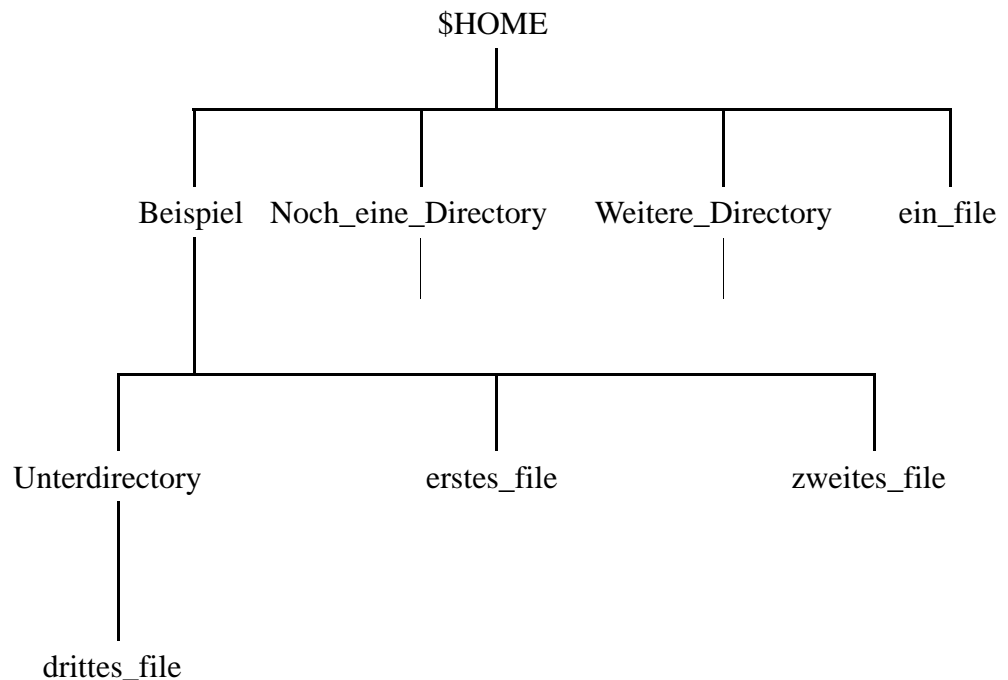 $HOME
Beispiel Noch_eine_Directory Weitere_Directory ein_file
Unterdirectory erstes_file zweites_file
drittes_file